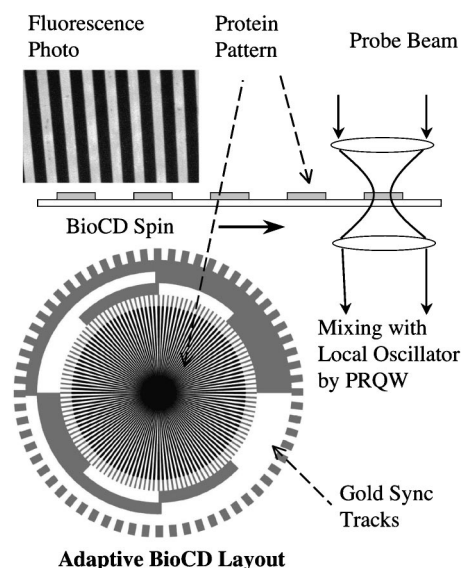 Fluorescence
Photo
Protein
Pattern
Probe Beam
BioCD Spin
Mixing with
Local Oscillator
by PRQW
Gold Sync
Tracks
Adaptive BioCD Layout